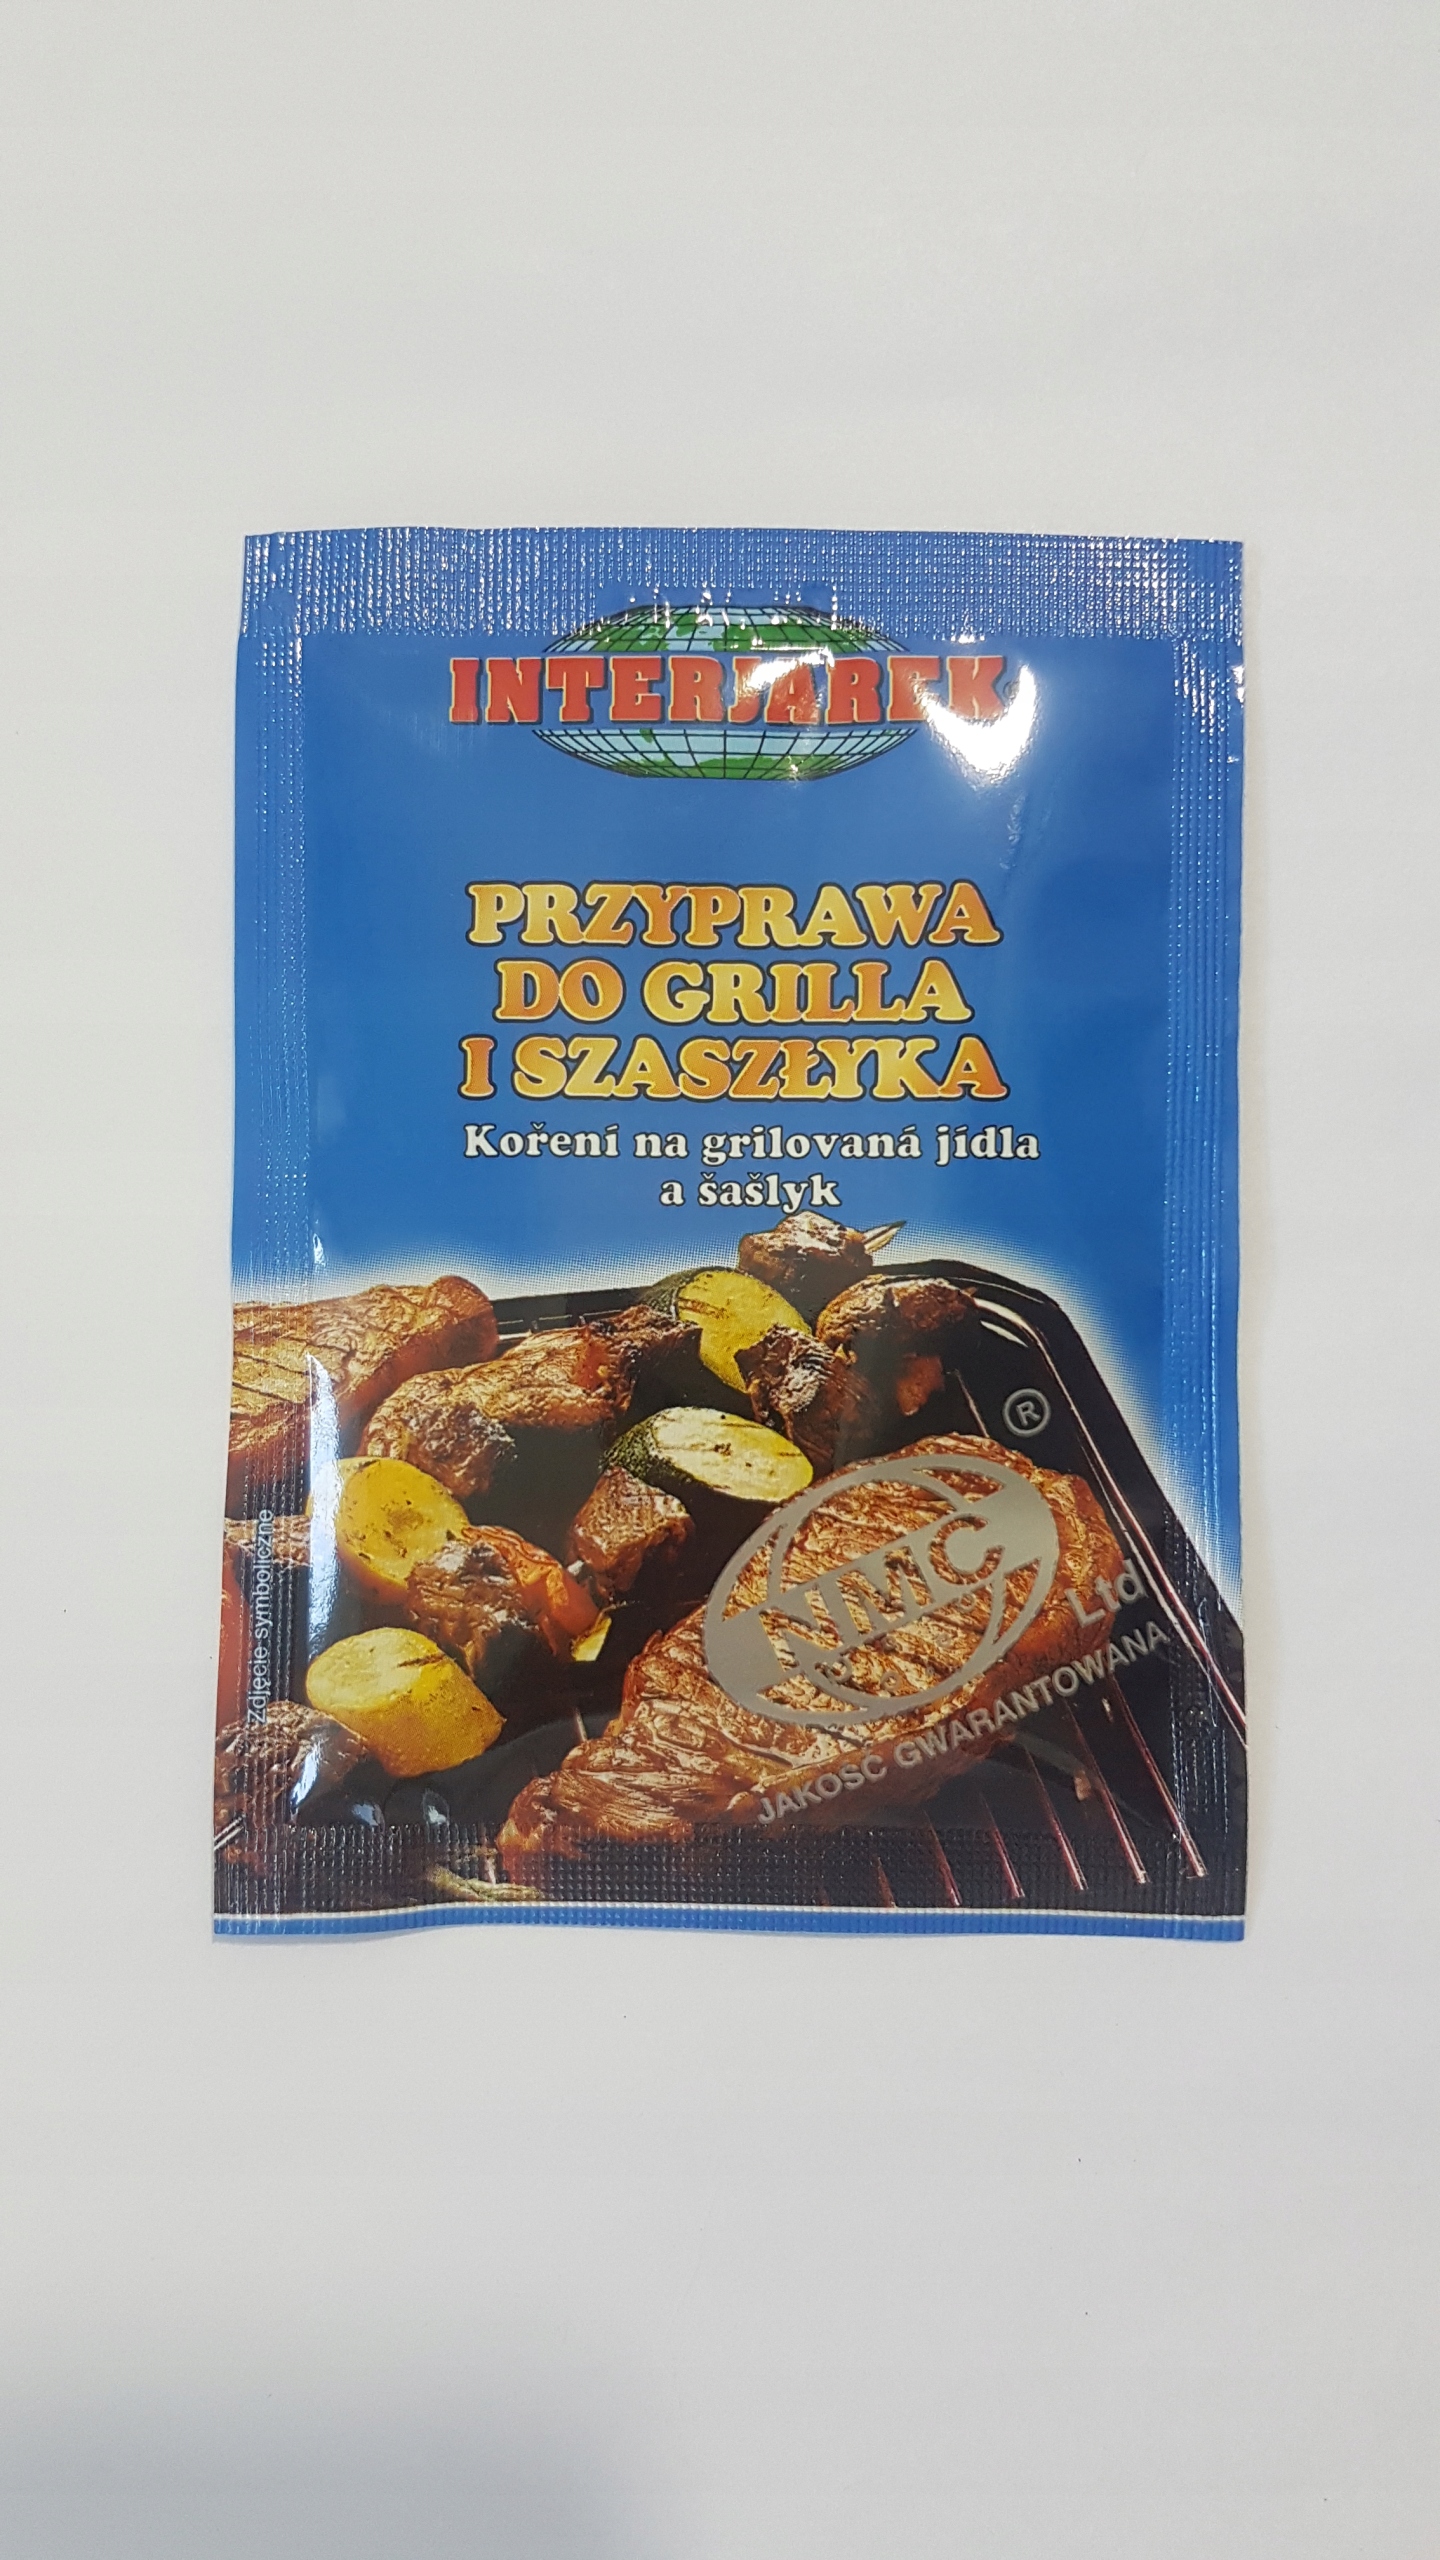 INTERJAREK
PRZYPRAWA
DO GRILLA
I SZASZŁYKA
Koření na grilovaná jídla
a šašlyk
®
NMC
Ltd
JAKOŚĆ GWARANTOWANA
Zdjęcie symboliczne